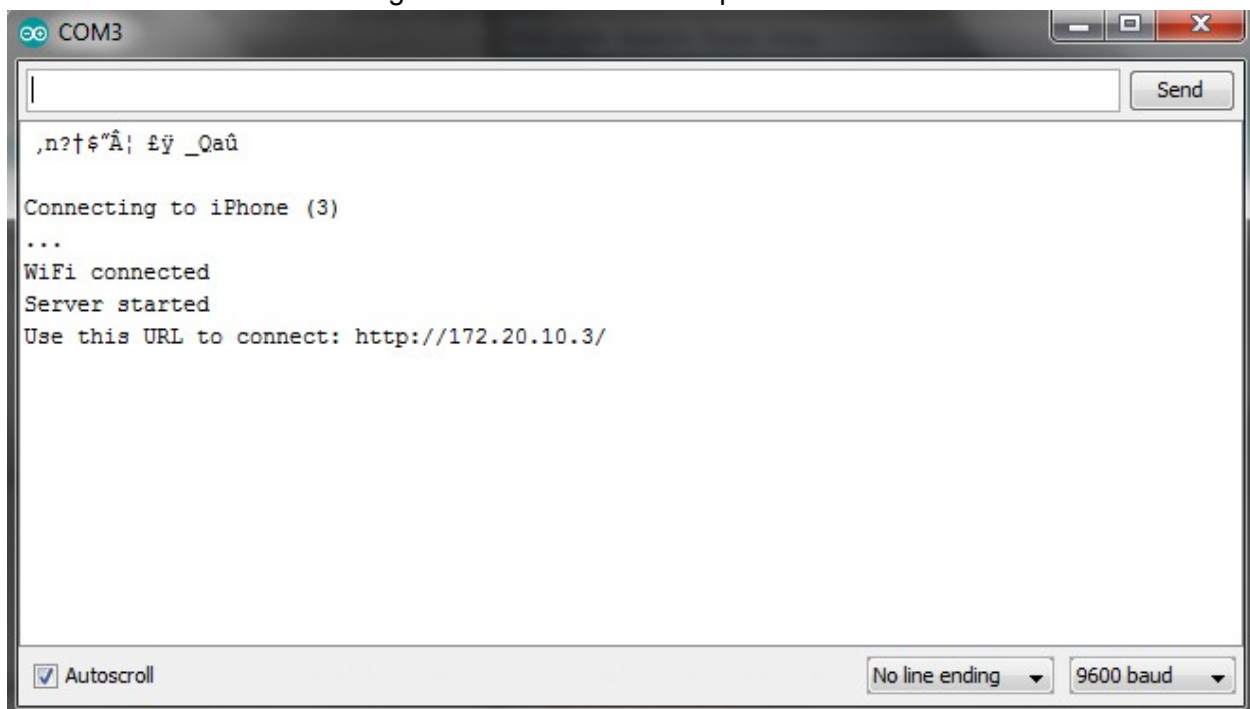 COM3
Send
,n?†$"Â¦ £ÿ _Qaû
Connecting to iPhone (3)
...
WiFi connected
Server started
Use this URL to connect: http://172.20.10.3/
Autoscroll
No line ending
9600 baud